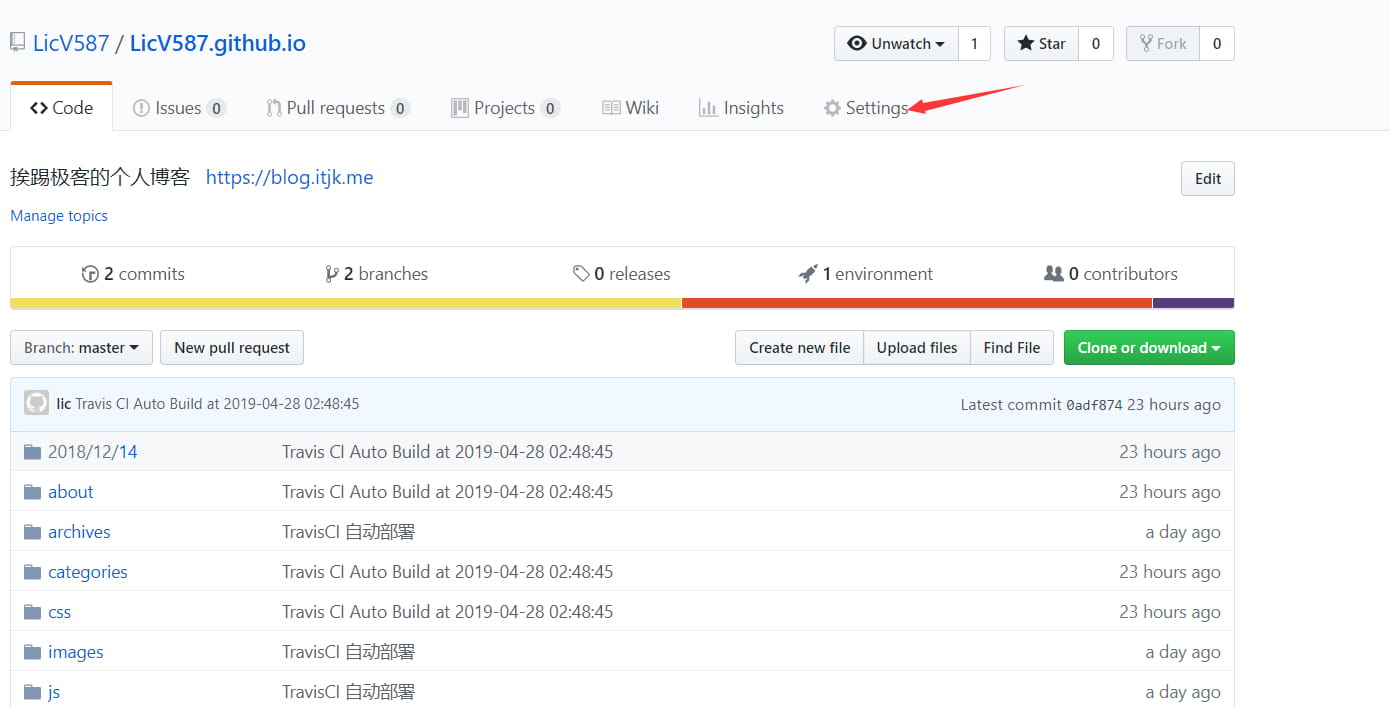 LicV587 / LicV587.github.io Unwatch 1 Star 0 Fork 0
Code Issues 0 Pull requests 0 Projects 0 Wiki Insights Settings
挨踢极客的个人博客 https://blog.itjk.me Edit
Manage topics
2 commits 2 branches 0 releases 1 environment 0 contributors
Branch: master New pull request Create new file Upload files Find File Clone or download
lic Travis CI Auto Build at 2019-04-28 02:48:45 Latest commit 0adf874 23 hours ago
2018/12/14 Travis CI Auto Build at 2019-04-28 02:48:45 23 hours ago
about Travis CI Auto Build at 2019-04-28 02:48:45 23 hours ago
archives TravisCI 自动部署 a day ago
categories Travis CI Auto Build at 2019-04-28 02:48:45 23 hours ago
css Travis CI Auto Build at 2019-04-28 02:48:45 23 hours ago
images TravisCI 自动部署 a day ago
js TravisCI 自动部署 a day ago